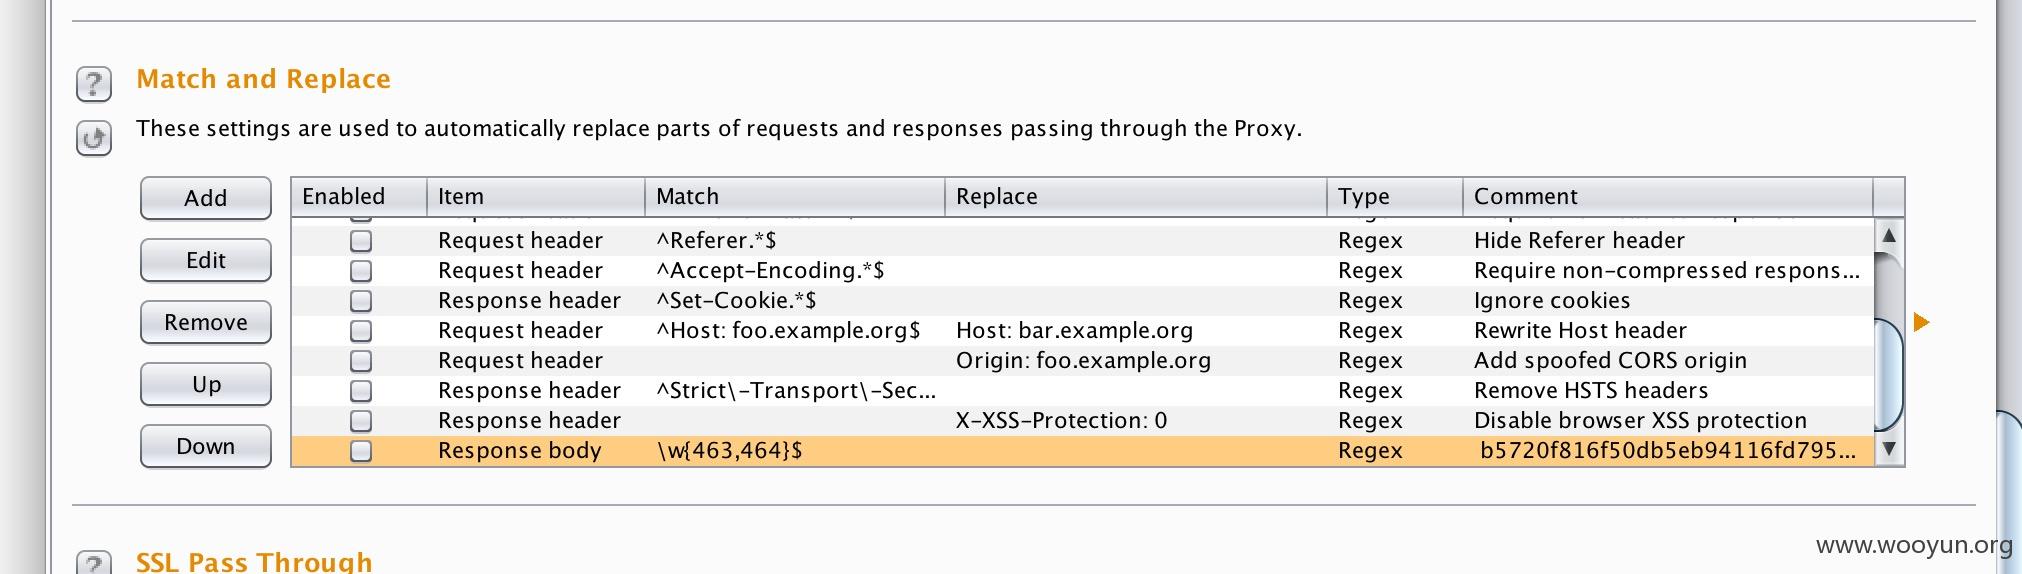 Match and Replace
These settings are used to automatically replace parts of requests and responses passing through the Proxy.
Add
Edit
Remove
Up
Down
Enabled Item Match Replace Type Comment
Request header ^Referer.*$ Regex Hide Referer header
Request header ^Accept-Encoding.*$ Regex Require non-compressed respons...
Response header ^Set-Cookie.*$ Regex Ignore cookies
Request header ^Host: foo.example.org$ Host: bar.example.org Regex Rewrite Host header
Request header Origin: foo.example.org Regex Add spoofed CORS origin
Response header ^Strict\-Transport\-Sec... Regex Remove HSTS headers
Response header X-XSS-Protection: 0 Regex Disable browser XSS protection
Response body \w{463,464}$ Regex b5720f816f50db5eb94116fd795...
SSL Pass Through
www.wooyun.org